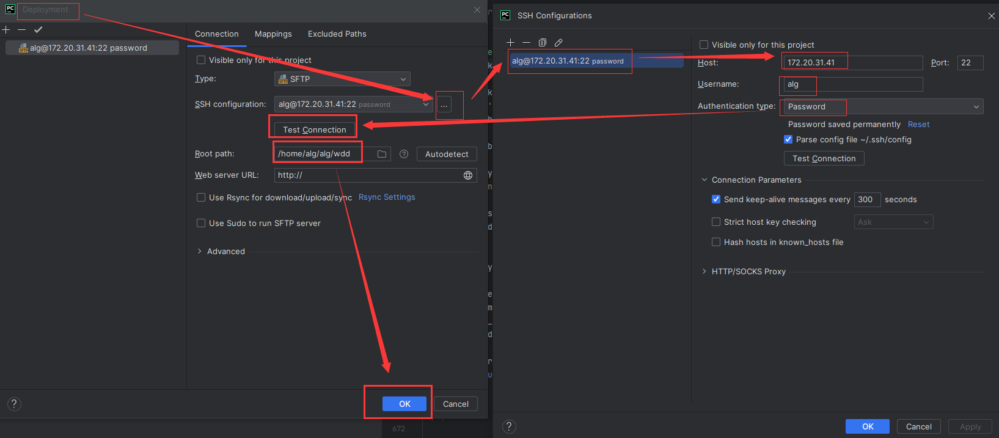 PC Deployment
alg@172.20.31.41:22 password
Connection Mappings Excluded Paths
Visible only for this project
Type: SFTP
SSH configuration: alg@172.20.31.41:22 password ...
Test Connection
Root path: /home/alg/alg/wdd ? Autodetect
Web server URL: http://
Use Rsync for download/upload/sync Rsync Settings
Use Sudo to run SFTP server
Advanced
? OK Cancel
672
PC SSH Configurations
alg@172.20.31.41:22 password
Visible only for this project
Host: 172.20.31.41 Port: 22
Username: alg
Authentication type: Password
Password saved permanently Reset
Parse config file ~/.ssh/config
Test Connection
Connection Parameters
Send keep-alive messages every 300 seconds
Strict host key checking Ask
Hash hosts in known_hosts file
HTTP/SOCKS Proxy
? OK Cancel Apply